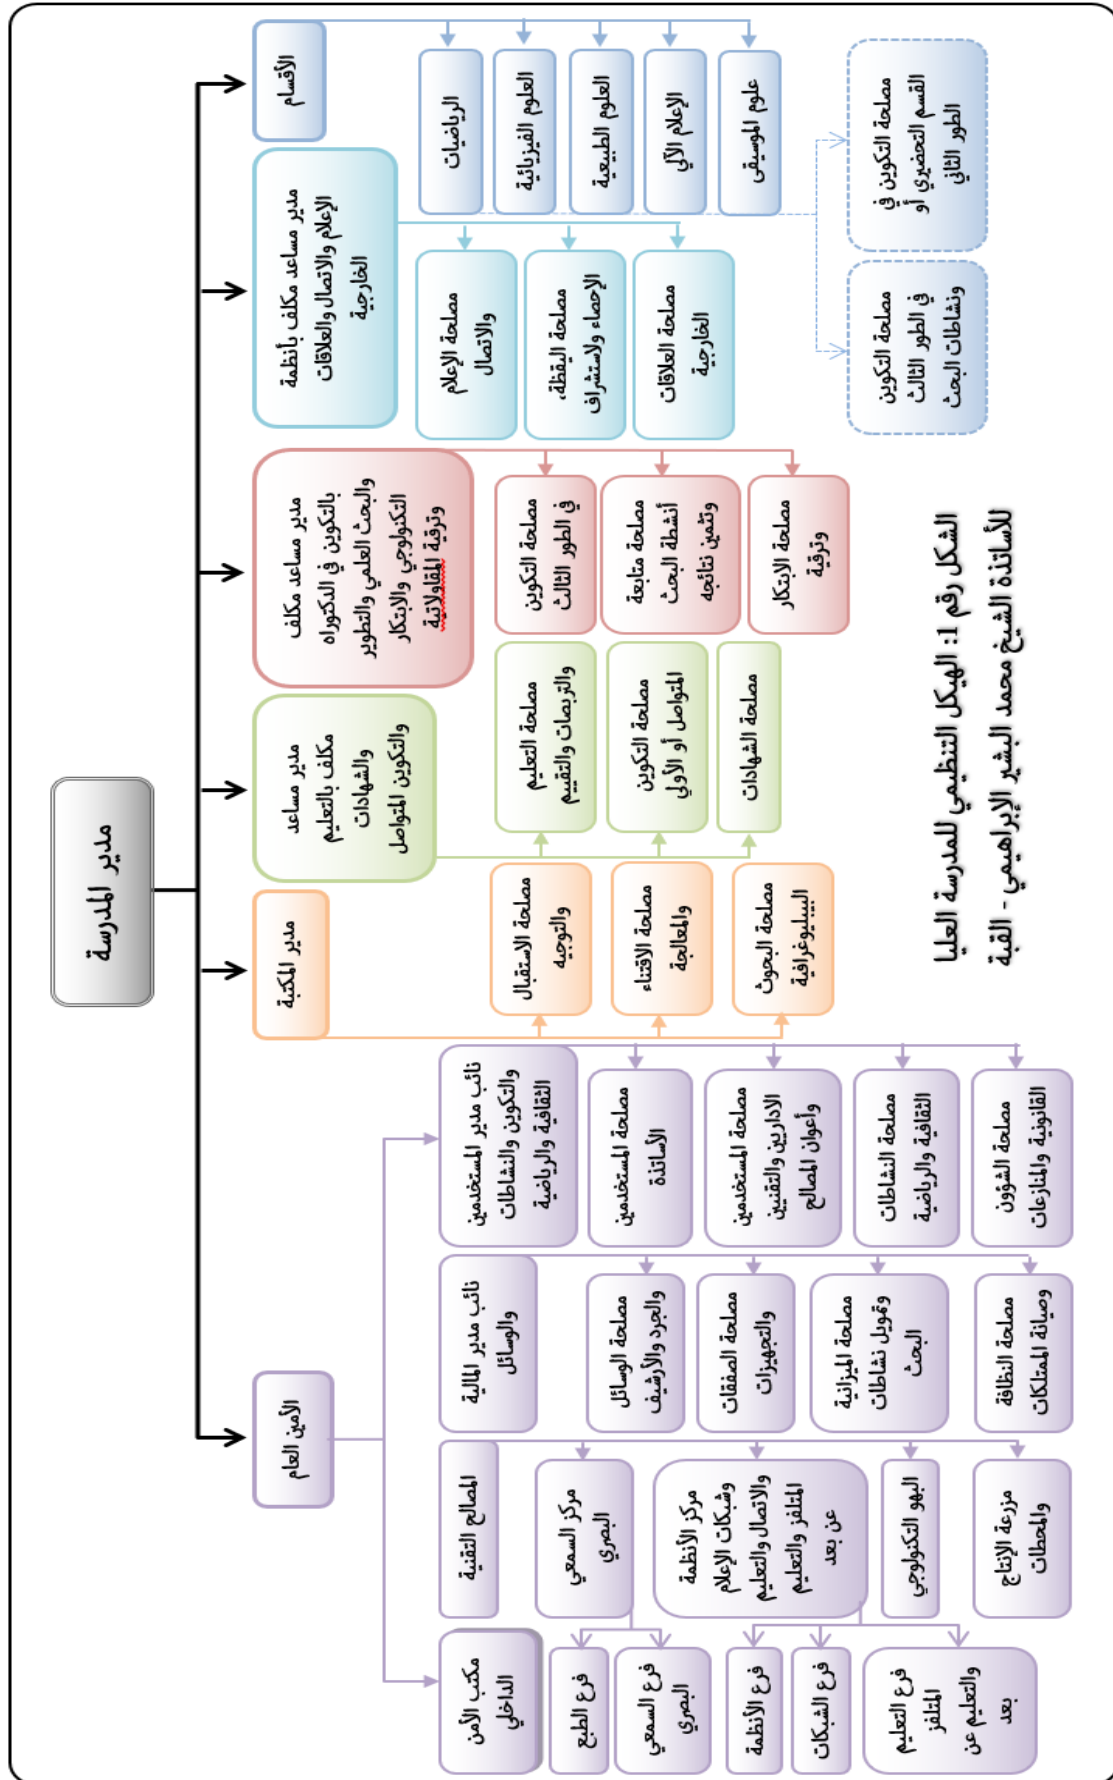 مدير المدرسة
الأقسام
الرياضيات
العلوم الفيزيائية
العلوم الطبيعية
الإعلام الآلي
علوم الموسيقى
مصلحة التكوين في
القسم التحضيري أو
الطور الثاني
مصلحة التكوين
في الطور الثالث
ونشاطات البحث
مدير مساعد مكلف بأنظمة
الإعلام والاتصال والعلاقات
الخارجية
مصلحة الإعلام
والاتصال
مصلحة اليقظة،
الإحصاء ولاستشراف
مصلحة العلاقات
الخارجية
مدير مساعد مكلف
بالتكوين في الدكتوراه
والبحث العلمي والتطوير
التكنولوجي والابتكار
وترقية المقاولاتية
مصلحة التكوين
في الطور الثالث
مصلحة متابعة
أنشطة البحث
وتثمين نتائجه
مصلحة الابتكار
وترقية
مدير مساعد
مكلف بالتعليم
والشهادات
والتكوين المتواصل
مصلحة التعليم
والتربصات والتقييم
مصلحة التكوين
المتواصل أو الأولي
مصلحة الشهادات
مدير المكتبة
مصلحة الاستقبال
والتوجيه
مصلحة الاقتناء
والمعالجة
مصلحة البحوث
البيبليوغرافية
الأمين العام
نائب مدير المستخدمين
والتكوين والنشاطات
الثقافية والرياضية
مصلحة المستخدمين
الأساتذة
مصلحة المستخدمين
الاداريين والتقنيين
وأعوان المصالح
مصلحة النشاطات
الثقافية والرياضية
مصلحة الشؤون
القانونية والمنازعات
نائب مدير المالية
والوسائل
مصلحة الوسائل
والجرد والأرشيف
مصلحة الصفقات
والتجهيزات
مصلحة الميزانية
وتمويل نشاطات
البحث
مصلحة النظافة
وصيانة الممتلكات
المصالح التقنية
مركز السمعي
البصري
مركز الأنظمة
وشبكات الإعلام
والاتصال والتعليم
المتلفز والتعليم
عن بعد
البهو التكنولوجي
مزرعة الإنتاج
والمحطات
مكتب الأمن
الداخلي
فرع الطبع
فرع السمعي
البصري
فرع الأنظمة
فرع الشبكات
فرع التعليم
المتلفز
والتعليم عن
بعد
الشكل رقم 1: الهيكل التنظيمي للمدرسة العليا
للأساتذة الشيخ محمد البشير الإبراهيمي - القبة